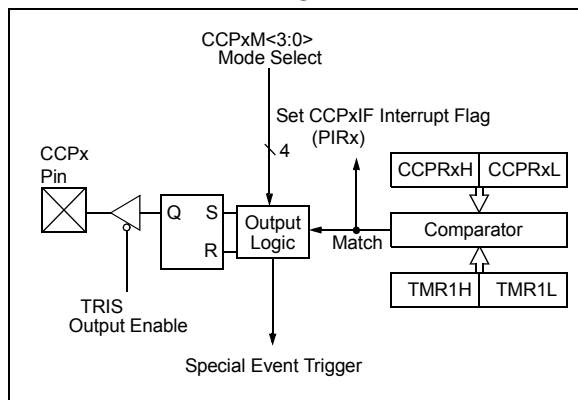 CCPxM<3:0>
Mode Select
Set CCPxIF Interrupt Flag
(PIRx)
4
CCPx
Pin
CCPRxH CCPRxL
Q S
R
Output
Logic
Match
Comparator
TRIS
Output Enable
TMR1H TMR1L
Special Event Trigger